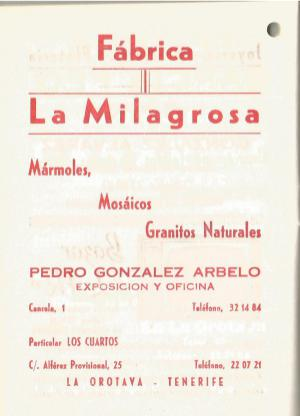 Fábrica
La Milagrosa
Mármoles,
Mosáicos
Granitos Naturales
PEDRO GONZALEZ ARBELO
EXPOSICION Y OFICINA
Cancela, 1 Teléfono, 32 14 84
Particular LOS CUARTOS
C/. Alférez Provisional, 25 Teléfono, 22 07 21
LA OROTAVA - TENERIFE